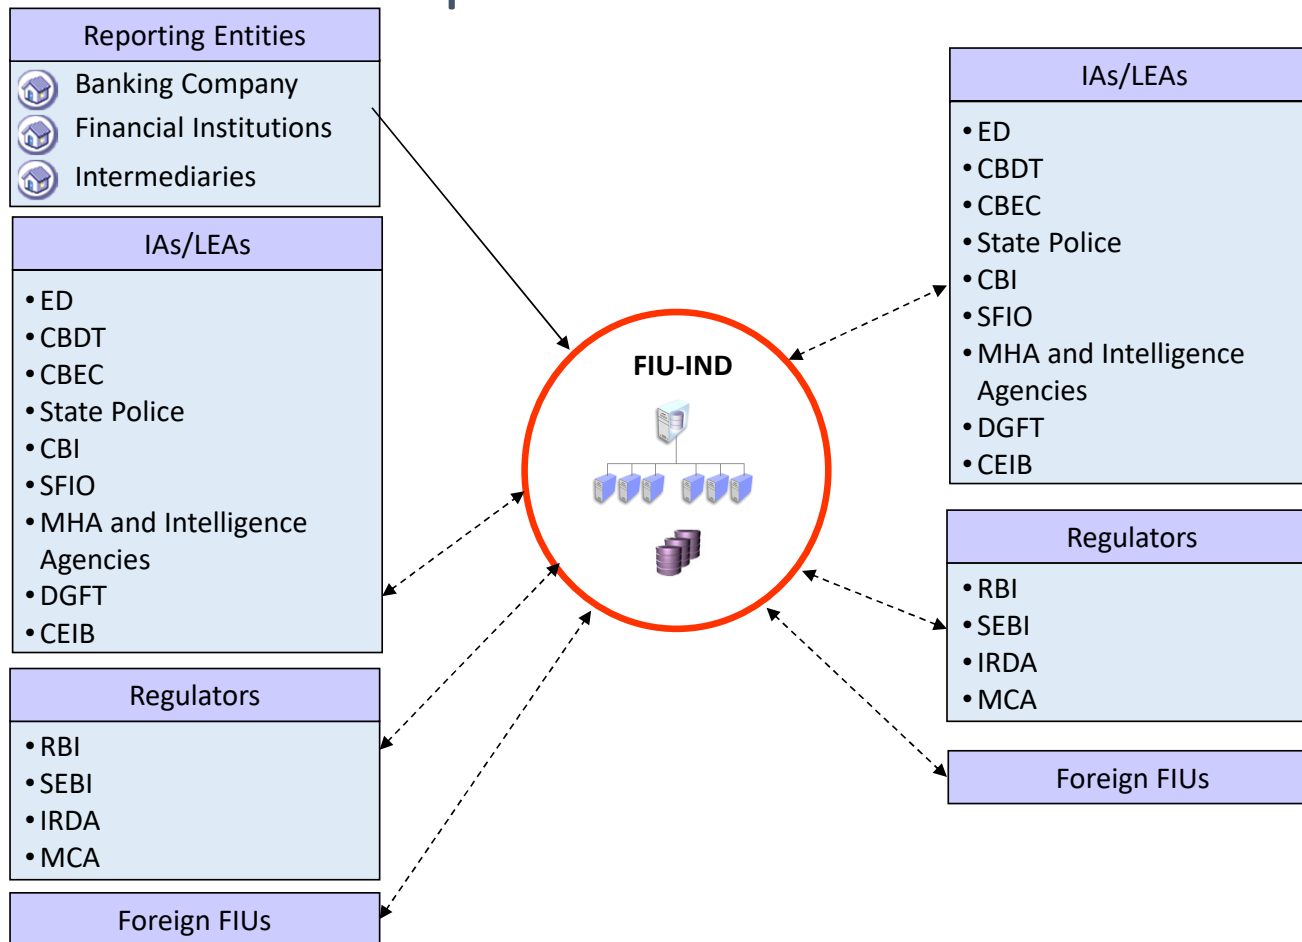 Reporting Entities
Banking Company
Financial Institutions
Intermediaries
IAs/LEAs
• ED
• CBDT
• CBEC
• State Police
• CBI
• SFIO
• MHA and Intelligence
Agencies
• DGFT
• CEIB
Regulators
• RBI
• SEBI
• IRDA
• MCA
Foreign FIUs
FIU-IND
IAs/LEAs
• ED
• CBDT
• CBEC
• State Police
• CBI
• SFIO
• MHA and Intelligence
Agencies
• DGFT
• CEIB
Regulators
• RBI
• SEBI
• IRDA
• MCA
Foreign FIUs